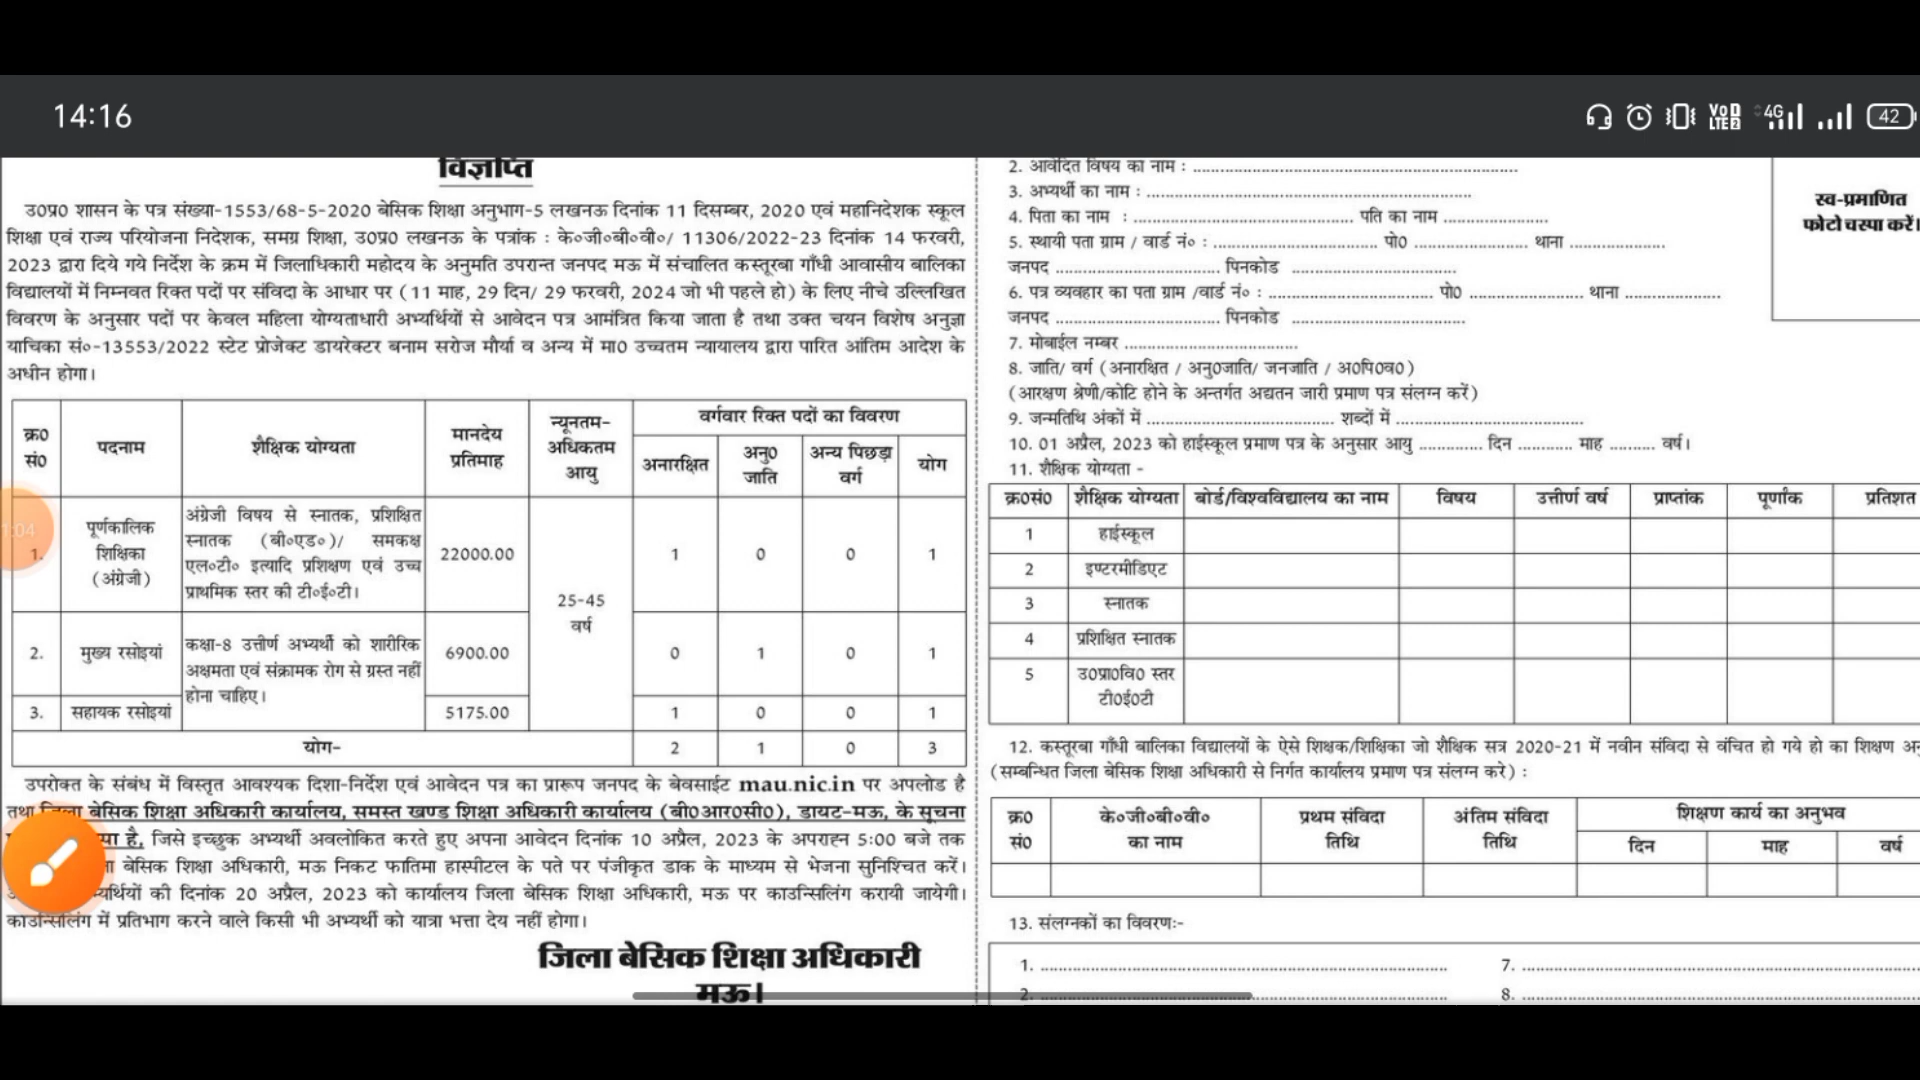 14:16
VoD LTE2 4G 42
विज्ञप्ति
उ0प्र0 शासन के पत्र संख्या-1553/68-5-2020 बेसिक शिक्षा अनुभाग-5 लखनऊ दिनांक 11 दिसम्बर, 2020 एवं महानिदेशक स्कूल
शिक्षा एवं राज्य परियोजना निदेशक, समग्र शिक्षा, उ0प्र0 लखनऊ के पत्रांक : के०जी०बी०वी०/ 11306/2022-23 दिनांक 14 फरवरी,
2023 द्वारा दिये गये निर्देश के क्रम में जिलाधिकारी महोदय के अनुमति उपरान्त जनपद मऊ में संचालित कस्तूरबा गाँधी आवासीय बालिका
विद्यालयों में निम्नवत रिक्त पदों पर संविदा के आधार पर (11 माह, 29 दिन/ 29 फरवरी, 2024 जो भी पहले हो) के लिए नीचे उल्लिखित
विवरण के अनुसार पदों पर केवल महिला योग्यताधारी अभ्यर्थियों से आवेदन पत्र आमंत्रित किया जाता है तथा उक्त चयन विशेष अनुज्ञा
याचिका सं०-13553/2022 स्टेट प्रोजेक्ट डायरेक्टर बनाम सरोज मौर्या व अन्य में मा0 उच्चतम न्यायालय द्वारा पारित आंतिम आदेश के
अधीन होगा।
क्र0 सं0 पदनाम शैक्षिक योग्यता मानदेय प्रतिमाह न्यूनतम-अधिकतम आयु वर्गवार रिक्त पदों का विवरण
अनारक्षित अनु0 जाति अन्य पिछड़ा वर्ग योग
1. पूर्णकालिक शिक्षिका (अंग्रेजी) अंग्रेजी विषय से स्नातक, प्रशिक्षित स्नातक (बी०एड०)/ समकक्ष एल०टी० इत्यादि प्रशिक्षण एवं उच्च प्राथमिक स्तर की टी०ई०टी। 22000.00 25-45 वर्ष 1 0 0 1
2. मुख्य रसोइयां कक्षा-8 उत्तीर्ण अभ्यर्थी को शारीरिक अक्षमता एवं संक्रामक रोग से ग्रस्त नहीं होना चाहिए। 6900.00 0 1 0 1
3. सहायक रसोइयां 5175.00 1 0 0 1
योग- 2 1 0 3
उपरोक्त के संबंध में विस्तृत आवश्यक दिशा-निर्देश एवं आवेदन पत्र का प्रारूप जनपद के बेवसाईट mau.nic.in पर अपलोड है
तथा बेसिक शिक्षा अधिकारी कार्यालय, समस्त खण्ड शिक्षा अधिकारी कार्यालय (बी0आर0सी0), डायट-मऊ, के सूचना
है, जिसे इच्छुक अभ्यर्थी अवलोकित करते हुए अपना आवेदन दिनांक 10 अप्रैल, 2023 के अपराह्न 5:00 बजे तक
बेसिक शिक्षा अधिकारी, मऊ निकट फातिमा हास्पीटल के पते पर पंजीकृत डाक के माध्यम से भेजना सुनिश्चित करें।
र्थियों की दिनांक 20 अप्रैल, 2023 को कार्यालय जिला बेसिक शिक्षा अधिकारी, मऊ पर काउन्सिलिंग करायी जायेगी।
काउन्सिलिंग में प्रतिभाग करने वाले किसी भी अभ्यर्थी को यात्रा भत्ता देय नहीं होगा।
जिला बेसिक शिक्षा अधिकारी
मऊ।
2. आवेदित विषय का नाम :
3. अभ्यर्थी का नाम :
4. पिता का नाम : पति का नाम
5. स्थायी पता ग्राम / वार्ड नं० : पो0 थाना
जनपद पिनकोड
6. पत्र व्यवहार का पता ग्राम /वार्ड नं० : पो0 थाना
जनपद पिनकोड
7. मोबाईल नम्बर
8. जाति/ वर्ग (अनारक्षित / अनु0जाति/ जनजाति / अ0पि0व0)
(आरक्षण श्रेणी/कोटि होने के अन्तर्गत अद्यतन जारी प्रमाण पत्र संलग्न करें)
9. जन्मतिथि अंकों में शब्दों में
10. 01 अप्रैल, 2023 को हाईस्कूल प्रमाण पत्र के अनुसार आयु दिन माह वर्ष।
11. शैक्षिक योग्यता -
स्व-प्रमाणित
फोटो चस्पा करें।
क्र0सं0 शैक्षिक योग्यता बोर्ड/विश्वविद्यालय का नाम विषय उत्तीर्ण वर्ष प्राप्तांक पूर्णांक प्रतिशत
1 हाईस्कूल
2 इण्टरमीडिएट
3 स्नातक
4 प्रशिक्षित स्नातक
5 उ0प्रा0वि0 स्तर टी0ई0टी
12. कस्तूरबा गाँधी बालिका विद्यालयों के ऐसे शिक्षक/शिक्षिका जो शैक्षिक सत्र 2020-21 में नवीन संविदा से वंचित हो गये हो का शिक्षण
(सम्बन्धित जिला बेसिक शिक्षा अधिकारी से निर्गत कार्यालय प्रमाण पत्र संलग्न करे) :
क्र0 सं0 के०जी०बी०वी० का नाम प्रथम संविदा तिथि अंतिम संविदा तिथि शिक्षण कार्य का अनुभव
दिन माह वर्ष
13. संलग्नकों का विवरणः-
1. 7.
2. 8.